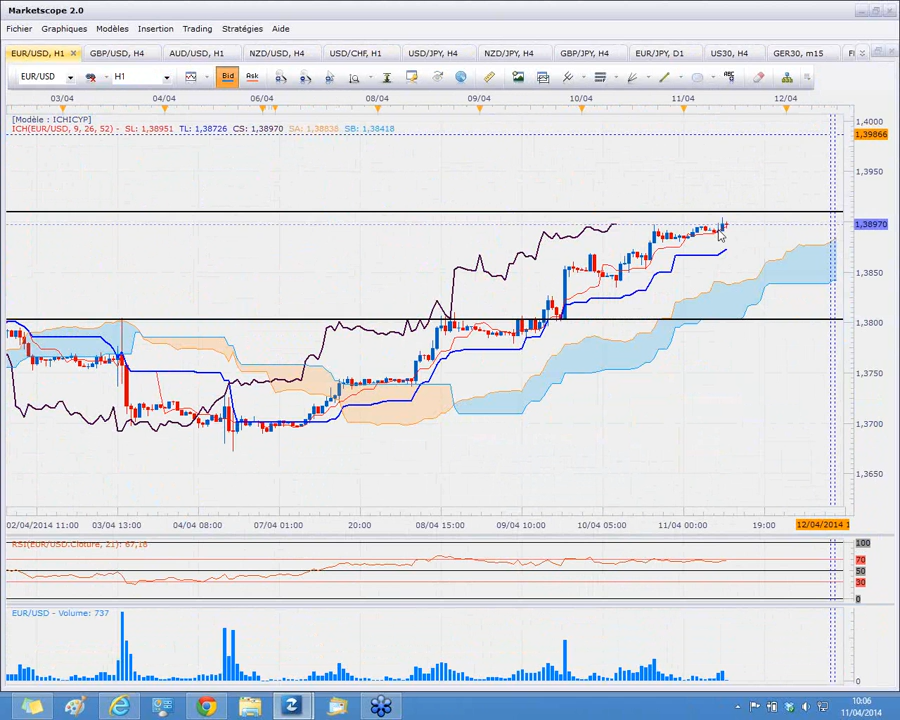 Marketscope 2.0
Fichier Graphiques Modèles Insertion Trading Stratégies Aide
EUR/USD, H1 GBP/USD, H4 AUD/USD, H1 NZD/USD, H4 USD/CHF, H1 USD/JPY, H4 NZD/JPY, H4 GBP/JPY, H4 EUR/JPY, D1 US30, H4 GER30, m15
EUR/USD H1 Bid Ask
03/04 04/04 06/04 08/04 09/04 10/04 11/04 12/04
[Modèle : ICHICYP]
ICH(EUR/USD, 9, 26, 52) - SL: 1,38951 TL: 1,38726 CS: 1,38970 SA: 1,38838 SB: 1,38418
1,4000
1,39866
1,3950
1,38970
1,3850
1,3800
1,3750
1,3700
1,3650
02/04/2014 11:00 03/04 13:00 04/04 08:00 07/04 01:00 20:00 08/04 15:00 09/04 10:00 10/04 05:00 11/04 00:00 19:00 12/04/2014 1
RSI(EUR/USD.Cloture, 21): 67,18
100
70
50
30
0
EUR/USD - Volume: 737
0
10:06
11/04/2014